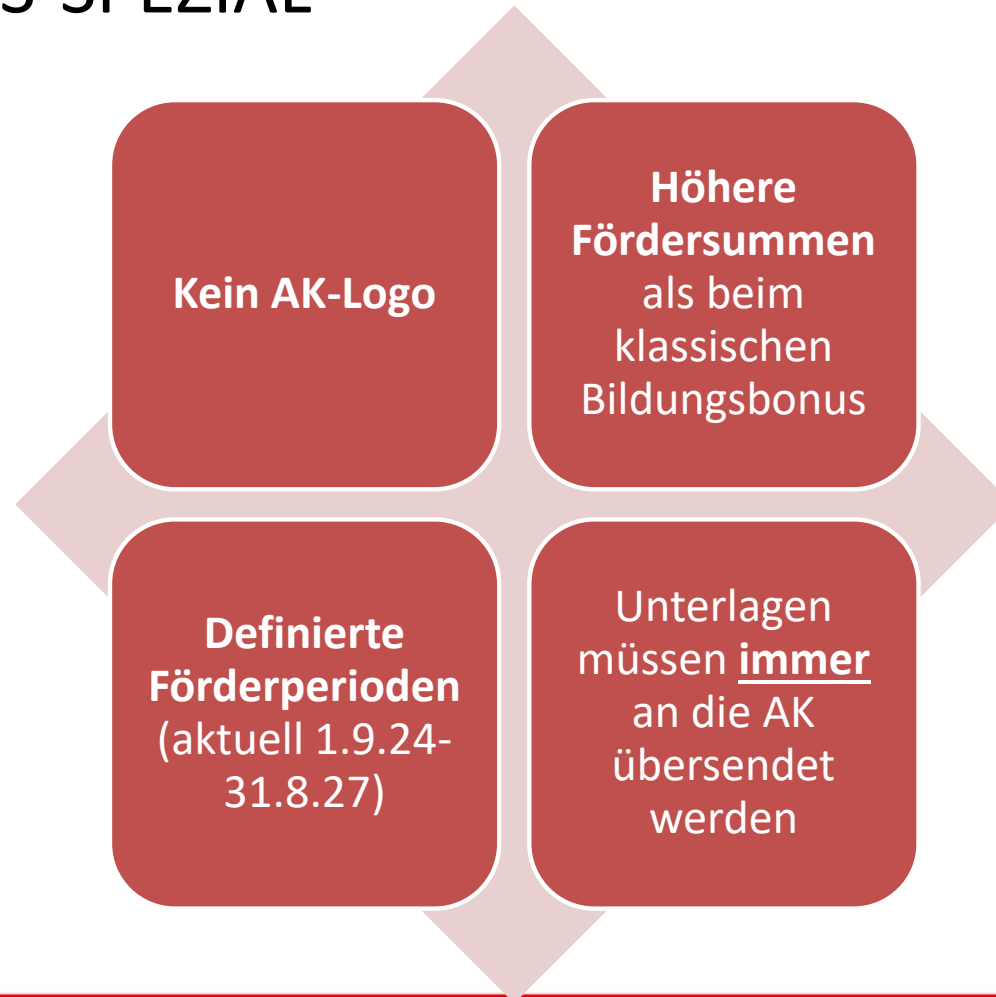 S SPEZIAL
Kein AK-Logo
Höhere
Fördersummen
als beim
klassischen
Bildungsbonus
Definierte
Förderperioden
(aktuell 1.9.24-
31.8.27)
Unterlagen
müssen immer
an die AK
übersendet
werden